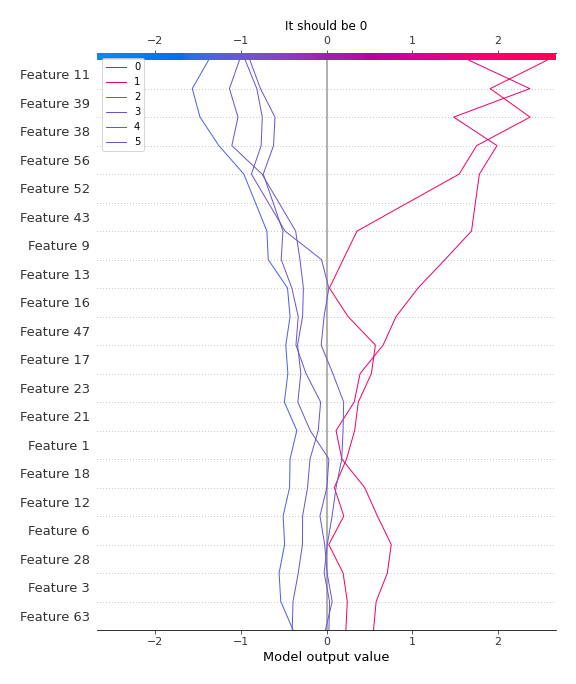 It should be 0
−2 −1 0 1 2
0
1
2
3
4
5
Feature 11
Feature 39
Feature 38
Feature 56
Feature 52
Feature 43
Feature 9
Feature 13
Feature 16
Feature 47
Feature 17
Feature 23
Feature 21
Feature 1
Feature 18
Feature 12
Feature 6
Feature 28
Feature 3
Feature 63
−2 −1 0 1 2
Model output value